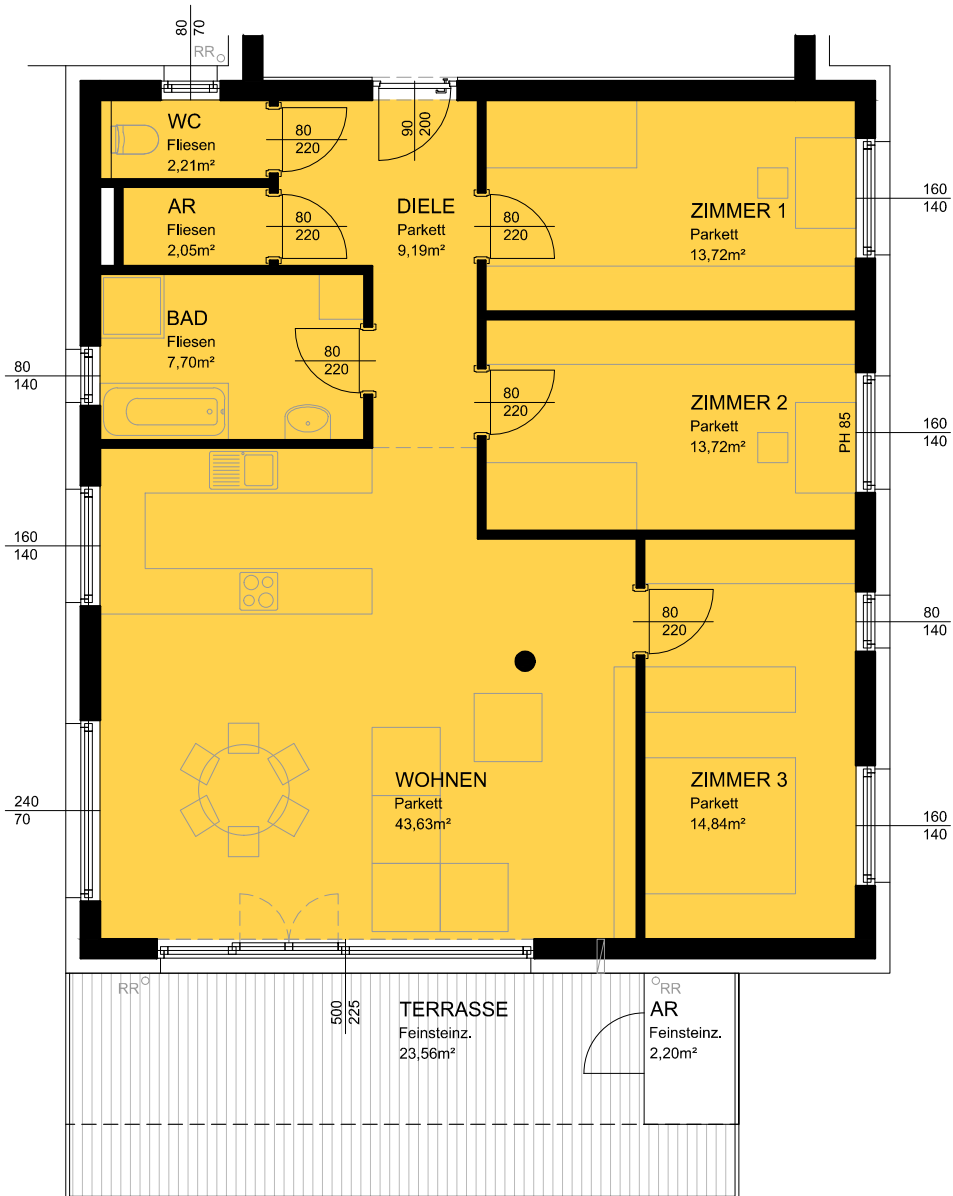 80
70
RR
WC
Fliesen
2,21m²
80
220
90
200
AR
Fliesen
2,05m²
80
220
DIELE
Parkett
9,19m²
80
220
ZIMMER 1
Parkett
13,72m²
160
140
BAD
Fliesen
7,70m²
80
220
80
140
80
220
ZIMMER 2
Parkett
13,72m²
PH 85
160
140
160
140
80
220
80
140
240
70
WOHNEN
Parkett
43,63m²
ZIMMER 3
Parkett
14,84m²
160
140
RR
500
225
TERRASSE
Feinsteinz.
23,56m²
RR
AR
Feinsteinz.
2,20m²